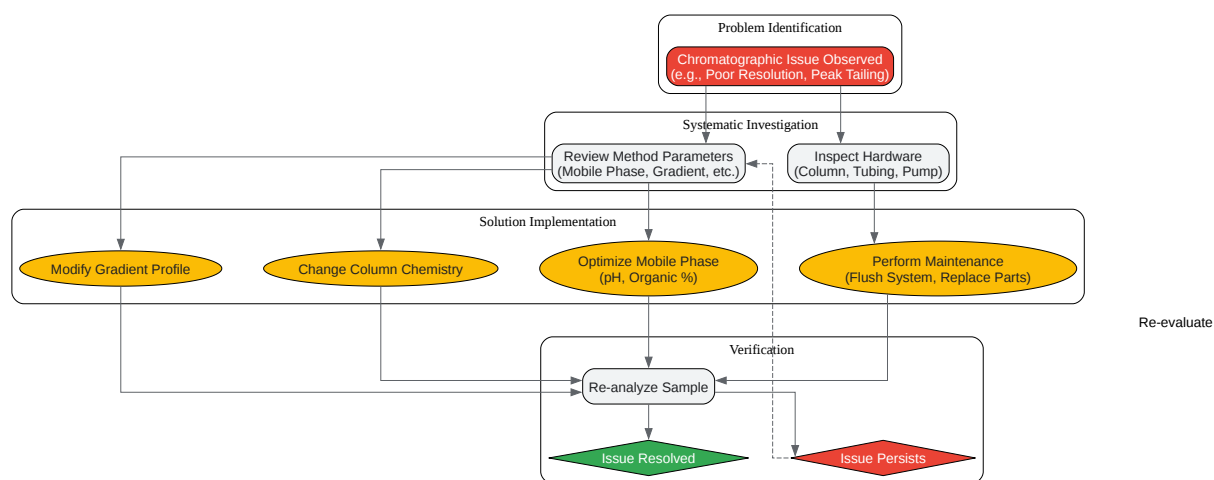 Problem Identification
Chromatographic Issue Observed
(e.g., Poor Resolution, Peak Tailing)
Systematic Investigation
Review Method Parameters
(Mobile Phase, Gradient, etc.)
Inspect Hardware
(Column, Tubing, Pump)
Solution Implementation
Modify Gradient Profile
Change Column Chemistry
Optimize Mobile Phase
(pH, Organic %)
Perform Maintenance
(Flush System, Replace Parts)
Re-evaluate
Verification
Re-analyze Sample
Issue Resolved
Issue Persists